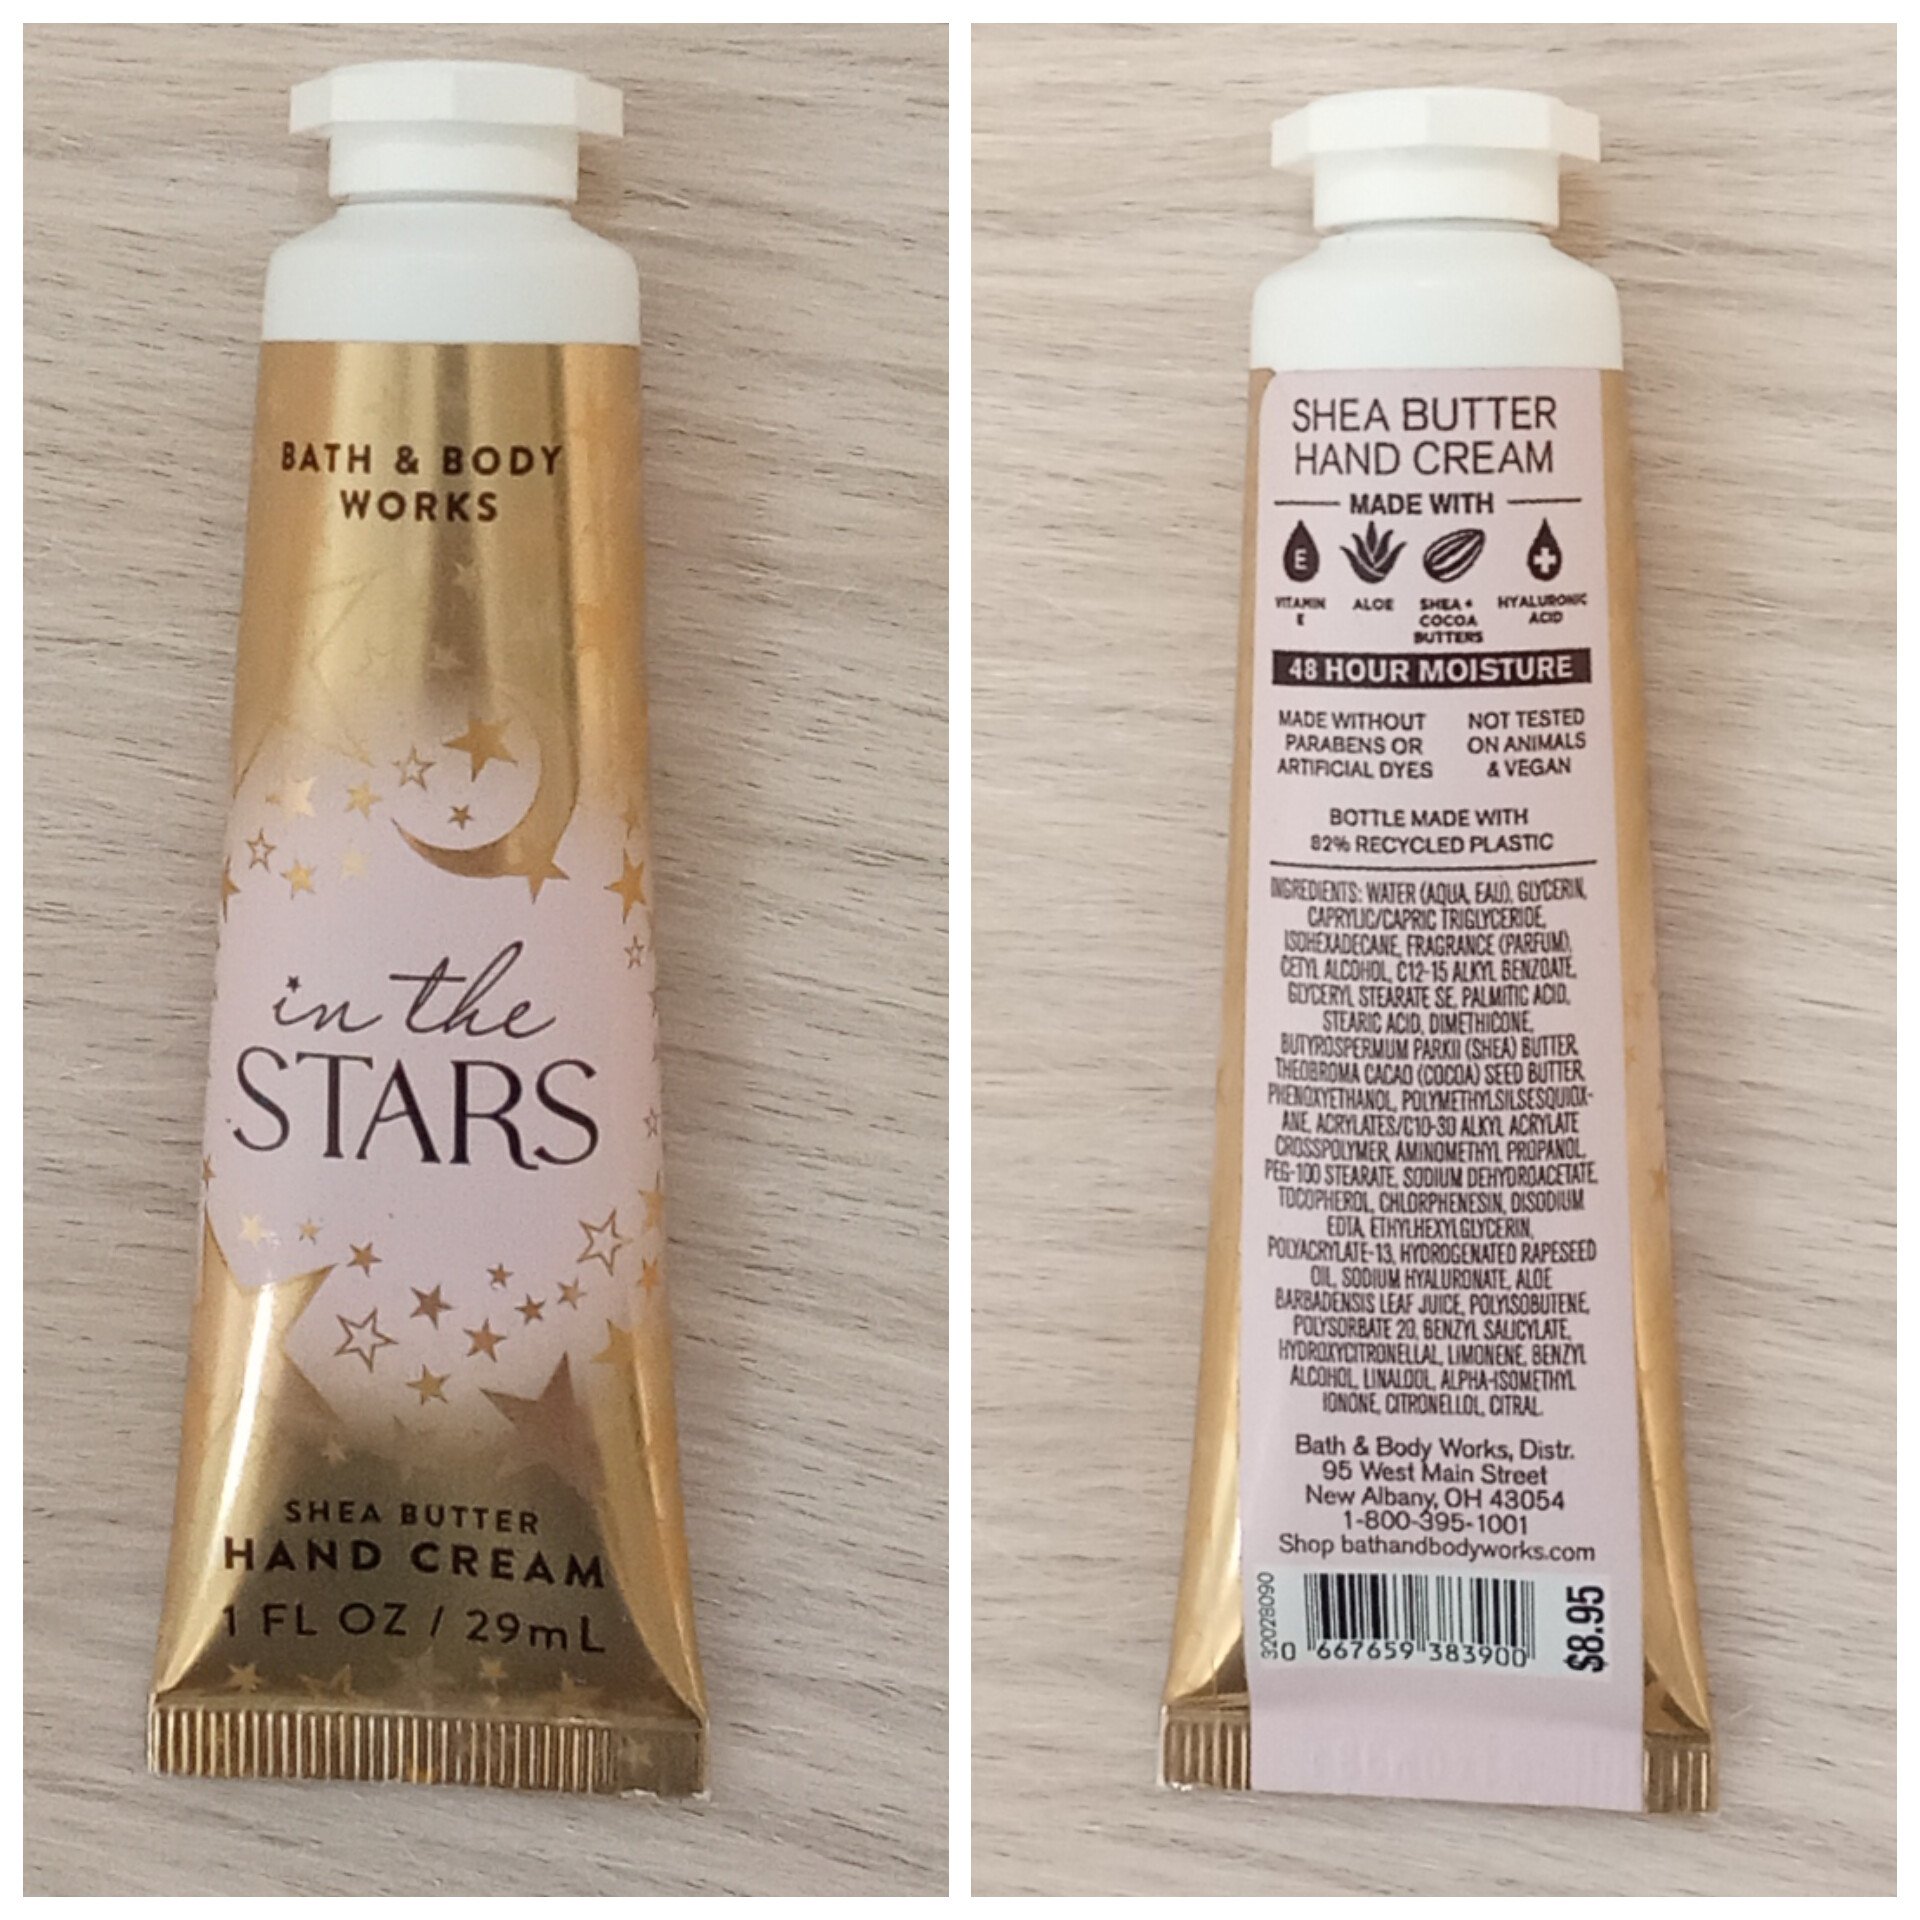 BATH & BODY
WORKS
in the
STARS
SHEA BUTTER
HAND CREAM
1 FL OZ / 29mL
SHEA BUTTER
HAND CREAM
MADE WITH
E
VITAMIN
E
ALOE
SHEA +
COCOA
BUTTERS
HYALURONIC
ACID
48 HOUR MOISTURE
MADE WITHOUT
PARABENS OR
ARTIFICIAL DYES
NOT TESTED
ON ANIMALS
& VEGAN
BOTTLE MADE WITH
82% RECYCLED PLASTIC
INGREDIENTS: WATER (AQUA, EAU), GLYCERIN,
CAPRYLIC/CAPRIC TRIGLYCERIDE,
ISOHEXADECANE, FRAGRANCE (PARFUM),
CETYL ALCOHOL, C12-15 ALKYL BENZOATE,
GLYCERYL STEARATE SE, PALMITIC ACID,
STEARIC ACID, DIMETHICONE,
BUTYROSPERMUM PARKII (SHEA) BUTTER,
THEOBROMA CACAO (COCOA) SEED BUTTER,
PHENOXYETHANOL, POLYMETHYLSILSESQUIOX-
ANE, ACRYLATES/C10-30 ALKYL ACRYLATE
CROSSPOLYMER, AMINOMETHYL PROPANOL,
PEG-100 STEARATE, SODIUM DEHYDROACETATE,
TOCOPHEROL, CHLORPHENESIN, DISODIUM
EDTA, ETHYLHEXYLGLYCERIN,
POLYACRYLATE-13, HYDROGENATED RAPESEED
OIL, SODIUM HYALURONATE, ALOE
BARBADENSIS LEAF JUICE, POLYISOBUTENE,
POLYSORBATE 20, BENZYL SALICYLATE,
HYDROXYCITRONELLAL, LIMONENE, BENZYL
ALCOHOL, LINALOOL, ALPHA-ISOMETHYL
IONONE, CITRONELLOL, CITRAL.
Bath & Body Works, Distr.
95 West Main Street
New Albany, OH 43054
1-800-395-1001
Shop bathandbodyworks.com
32028090
0 667659 383900
$8.95